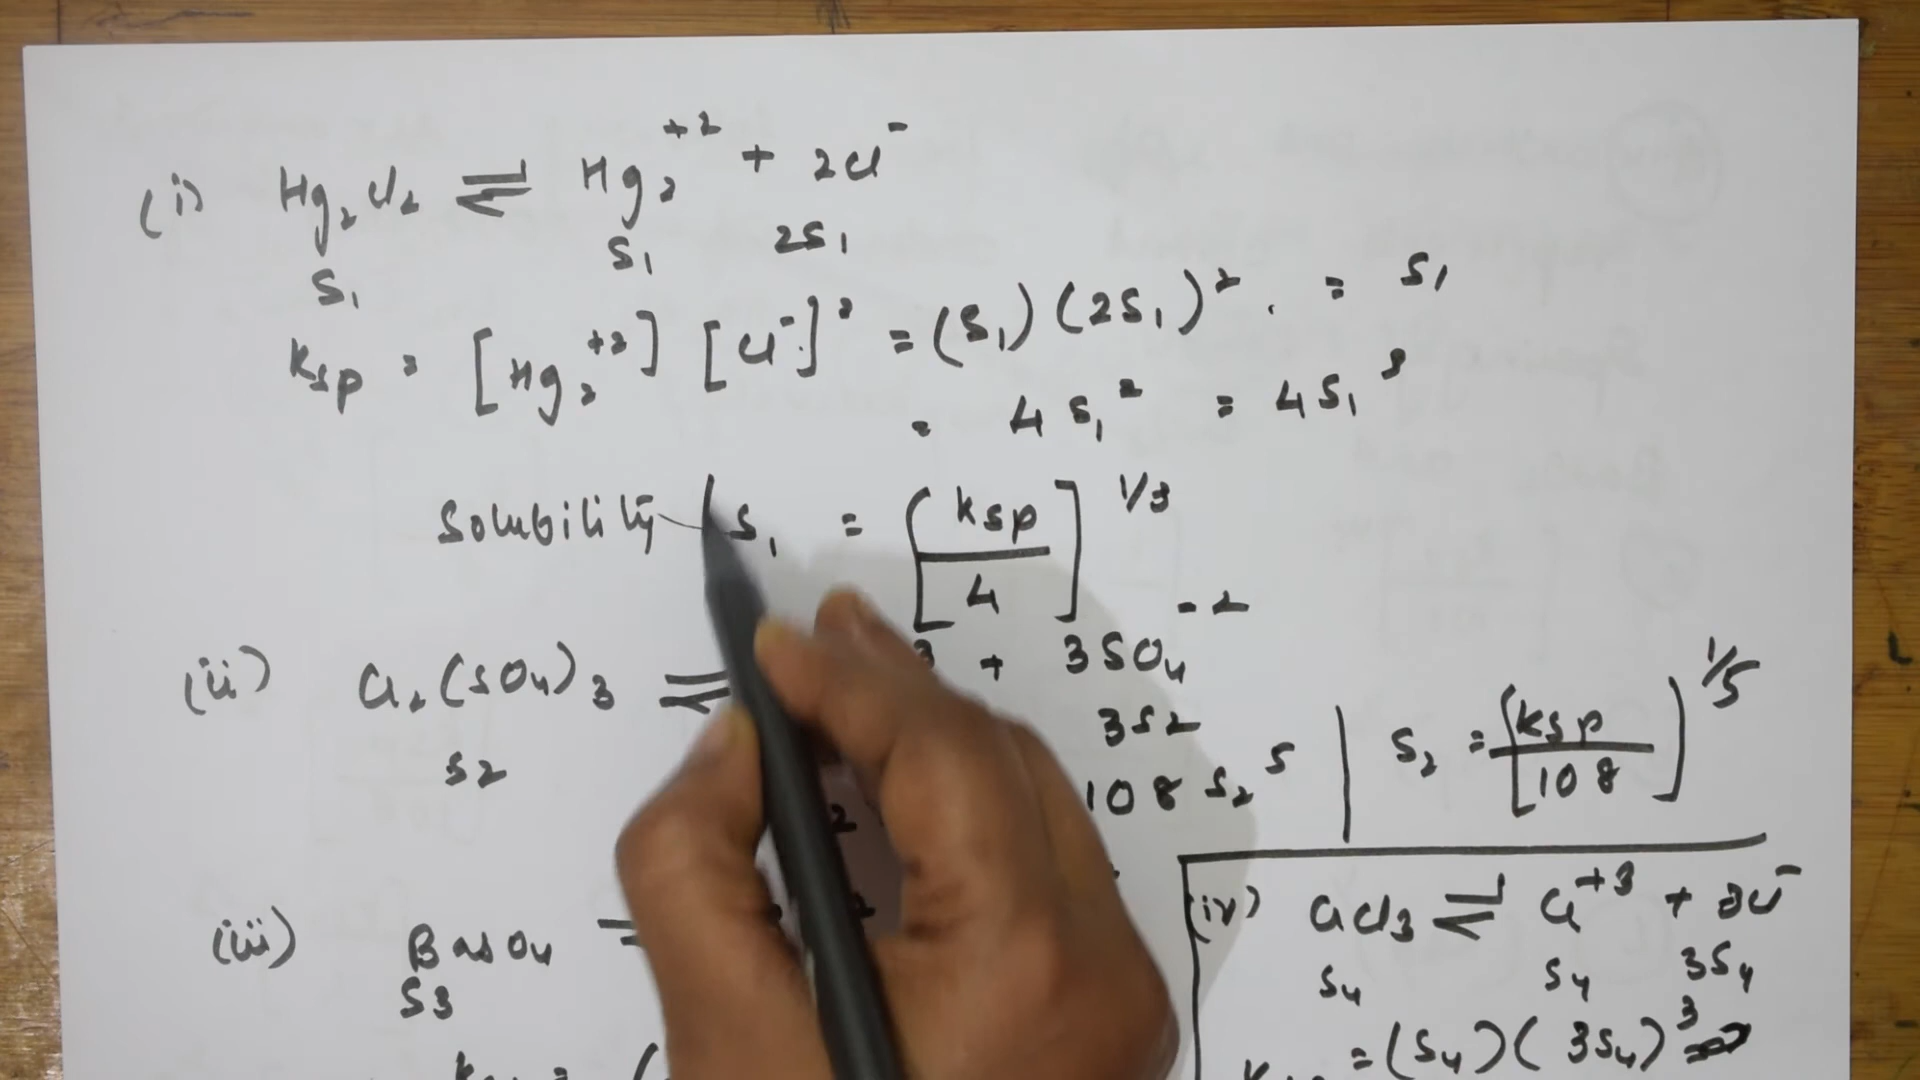 (i) Hg₂Cl₂ ⇌ Hg₂⁺² + 2Cl⁻
S₁ S₁ 2S₁
Ksp = [Hg₂⁺²] [Cl⁻]² = (S₁) (2S₁)² . = S₁
= 4S₁² = 4S₁³
Solubility S₁ = [Ksp/4]^1/3
(ii) Cr₂(SO₄)₃ ⇌ 3 + 3SO₄⁻²
S2 3S2
108 S₂⁵ | S₂ = [Ksp/108]^1/5
(iii) BaSO₄
S3
(iv) CrCl₃ ⇌ Cr⁺³ + 3Cl⁻
S₄ S₄ 3S₄
= (S₄) (3S₄)³